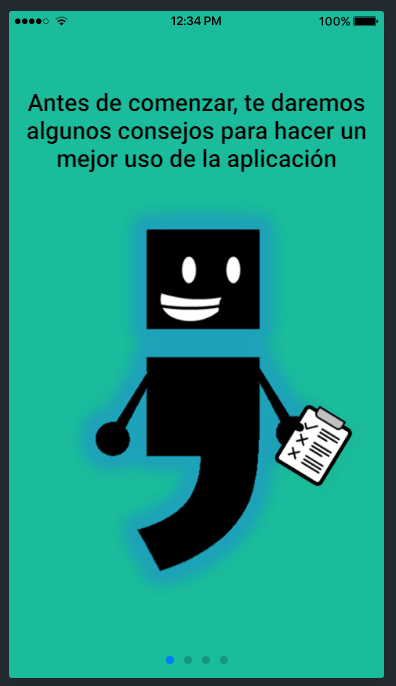 12:34 PM 100%
Antes de comenzar, te daremos
algunos consejos para hacer un
mejor uso de la aplicación